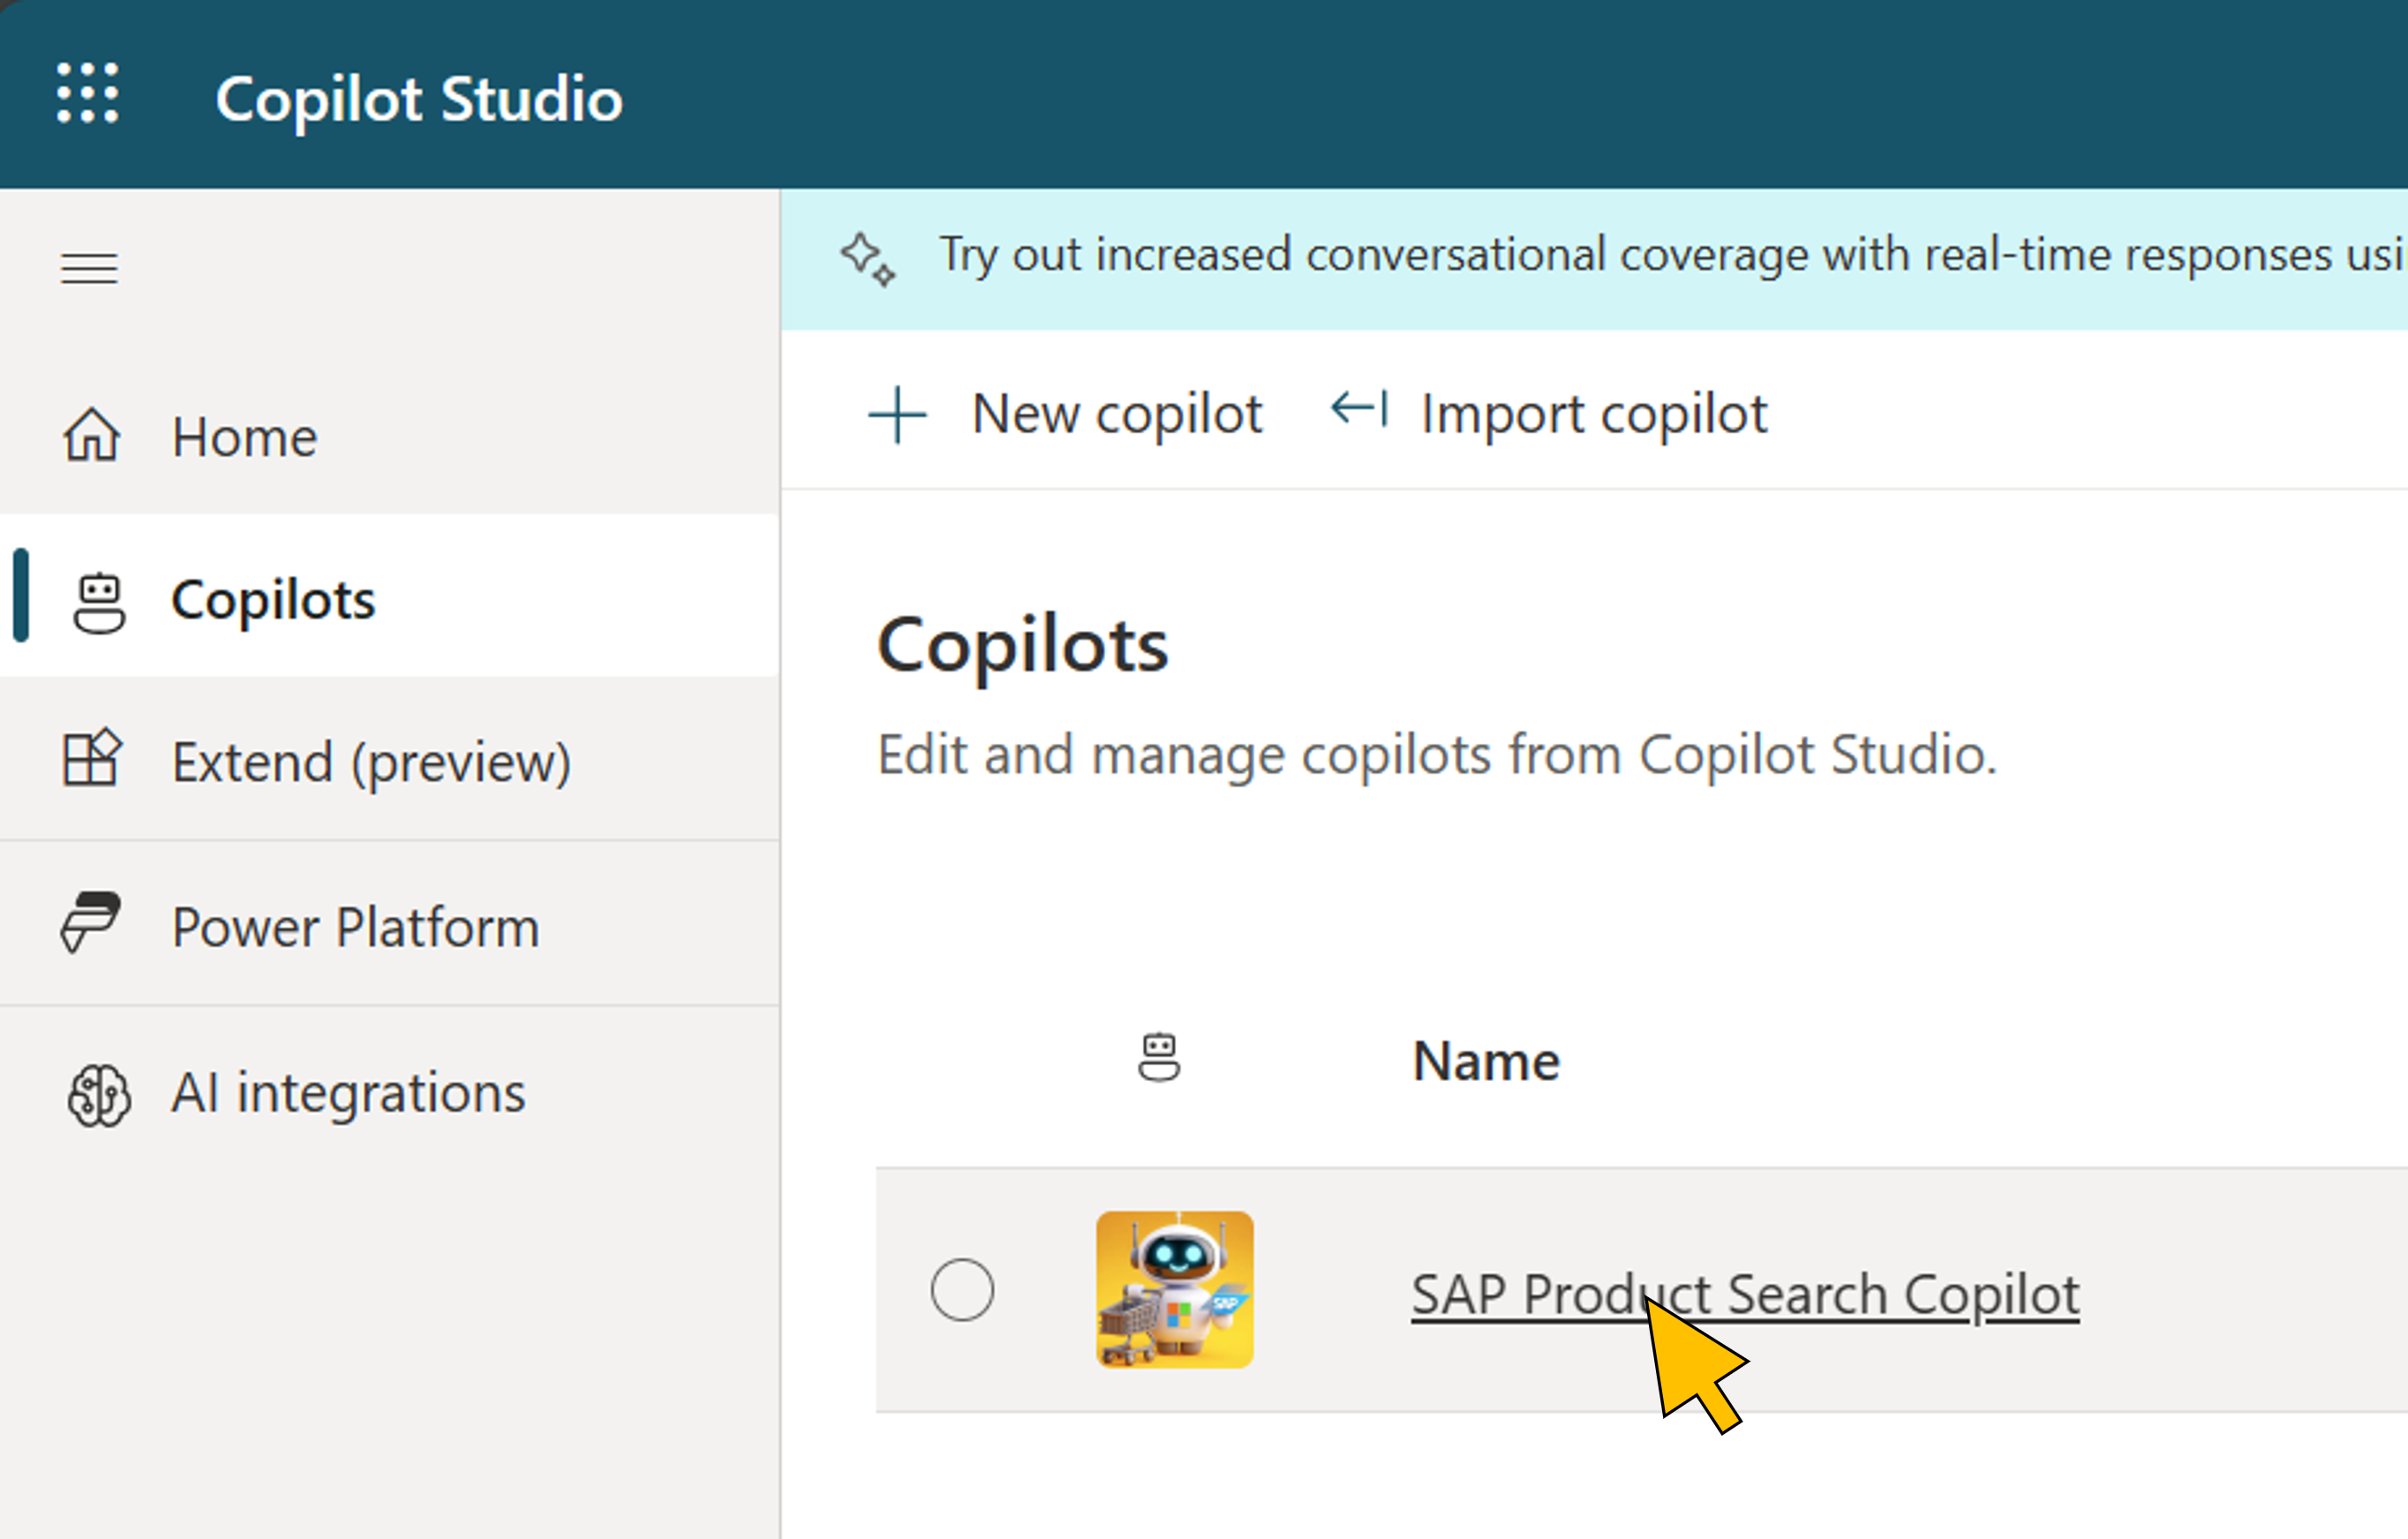 Copilot Studio
Try out increased conversational coverage with real-time responses usi
New copilot
Import copilot
Home
Copilots
Extend (preview)
Power Platform
AI integrations
Copilots
Edit and manage copilots from Copilot Studio.
Name
SAP
SAP Product Search Copilot